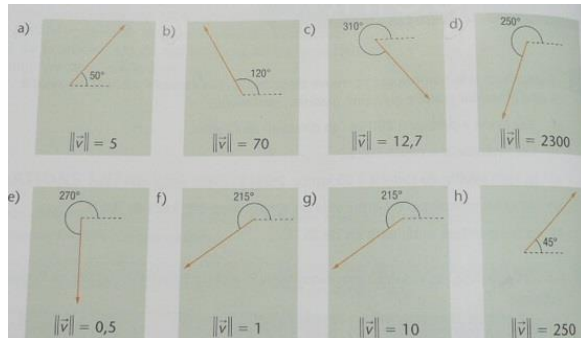 a)
50°
‖v⃗‖ = 5
b)
120°
‖v⃗‖ = 70
c)
310°
‖v⃗‖ = 12,7
d)
250°
‖v⃗‖ = 2300
e)
270°
‖v⃗‖ = 0,5
f)
215°
‖v⃗‖ = 1
g)
215°
‖v⃗‖ = 10
h)
45°
‖v⃗‖ = 250